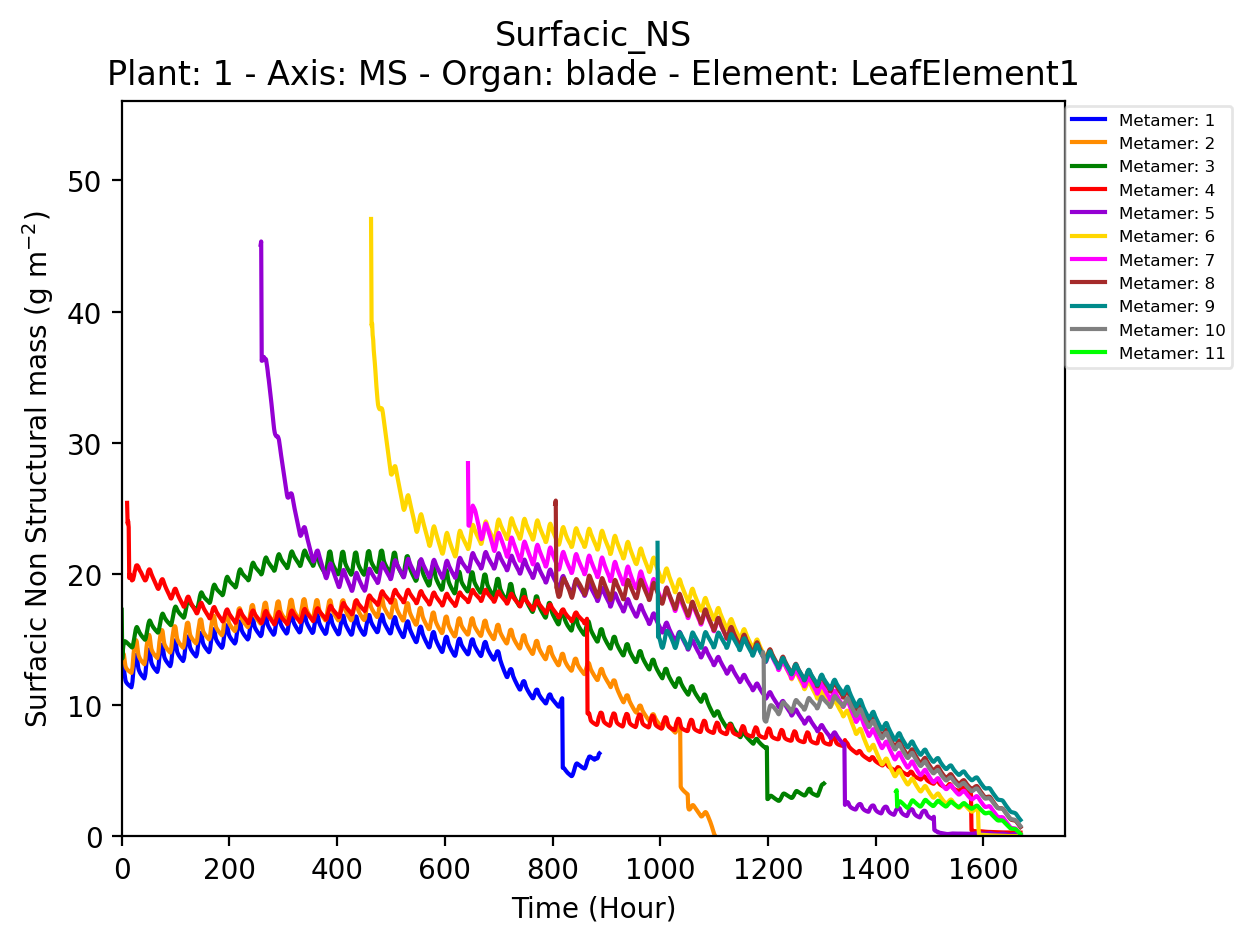 Surfacic_NS
Plant: 1 - Axis: MS - Organ: blade - Element: LeafElement1
Surfacic Non Structural mass (g m⁻²)
50
40
30
20
10
0
0 200 400 600 800 1000 1200 1400 1600
Time (Hour)
Metamer: 1
Metamer: 2
Metamer: 3
Metamer: 4
Metamer: 5
Metamer: 6
Metamer: 7
Metamer: 8
Metamer: 9
Metamer: 10
Metamer: 11